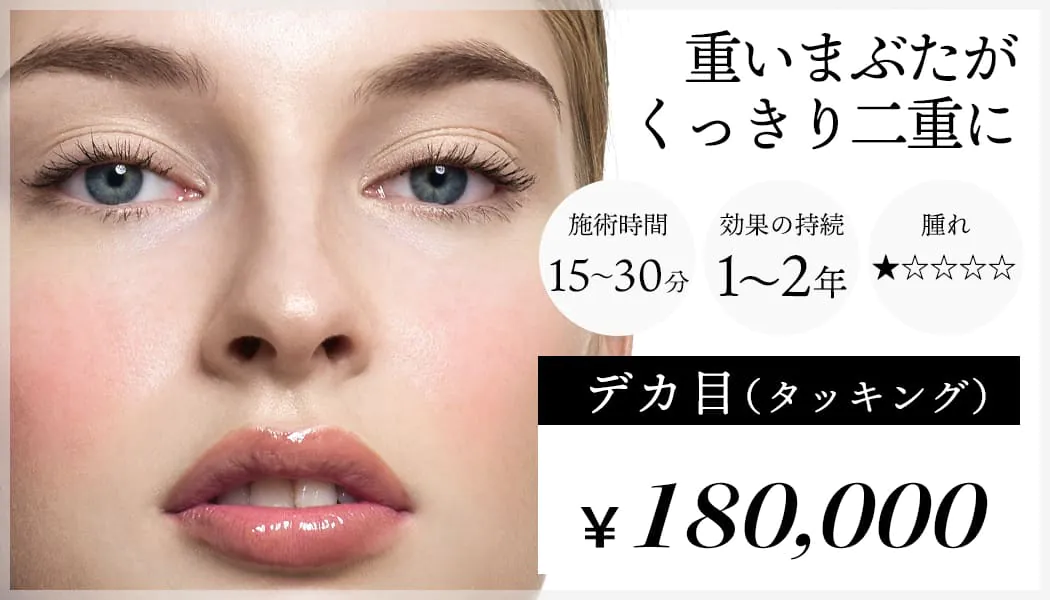 重いまぶたが
くっきり二重に
施術時間
15〜30分
効果の持続
1〜2年
腫れ
★☆☆☆☆
デカ目(タッキング)
¥180,000